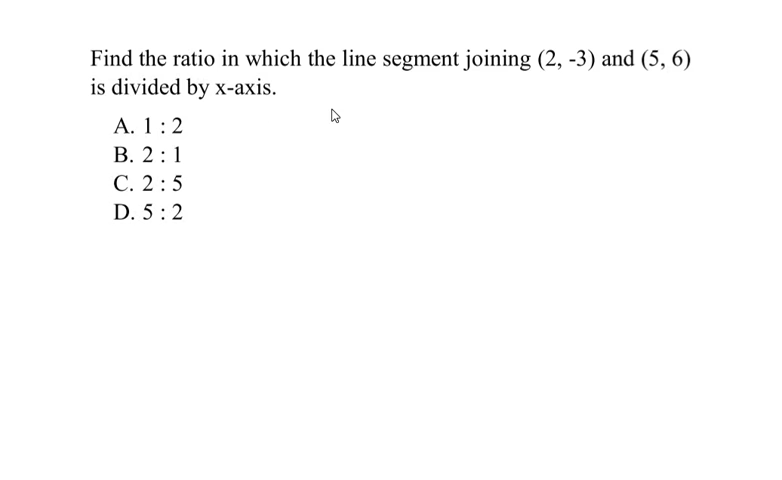 Find the ratio in which the line segment joining (2, -3) and (5, 6)
is divided by x-axis.
A. 1 : 2
B. 2 : 1
C. 2 : 5
D. 5 : 2